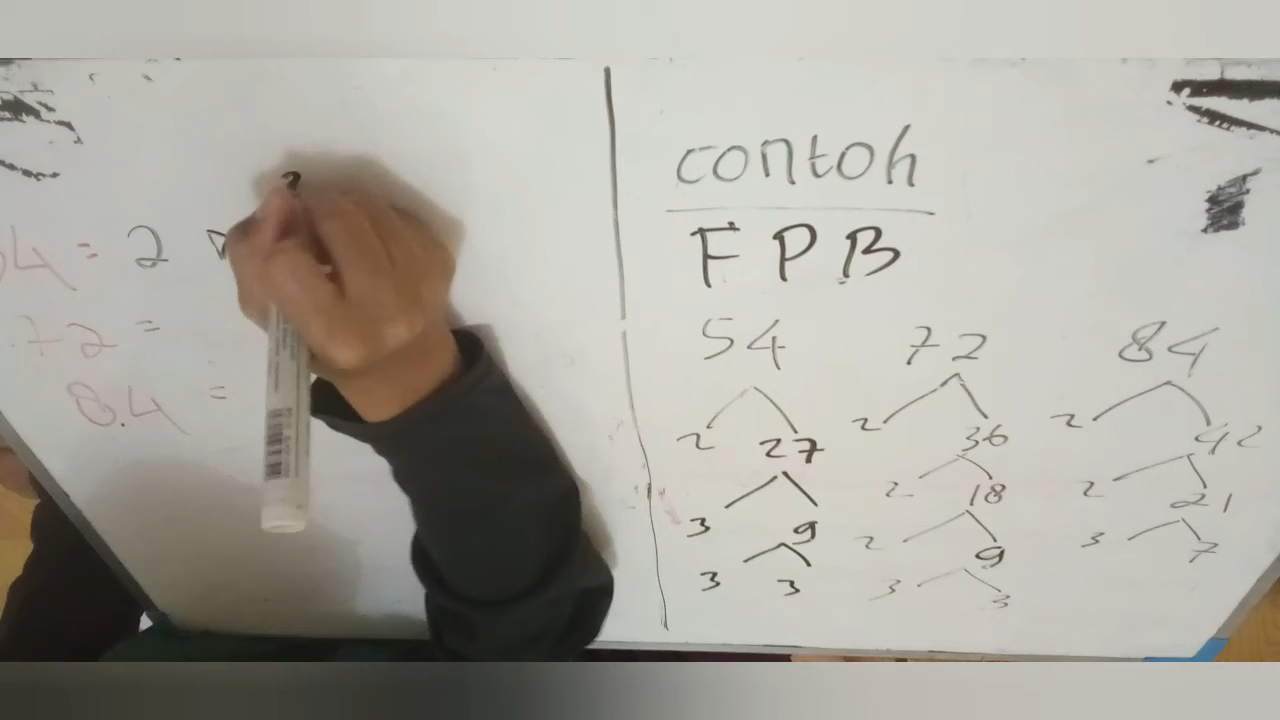 54 = 2
72 =
84 =
contoh
FPB
54 72 84
2 27 2 36 2 42
3 9 2 18 2 21
3 3 2 9 3 7
3 3